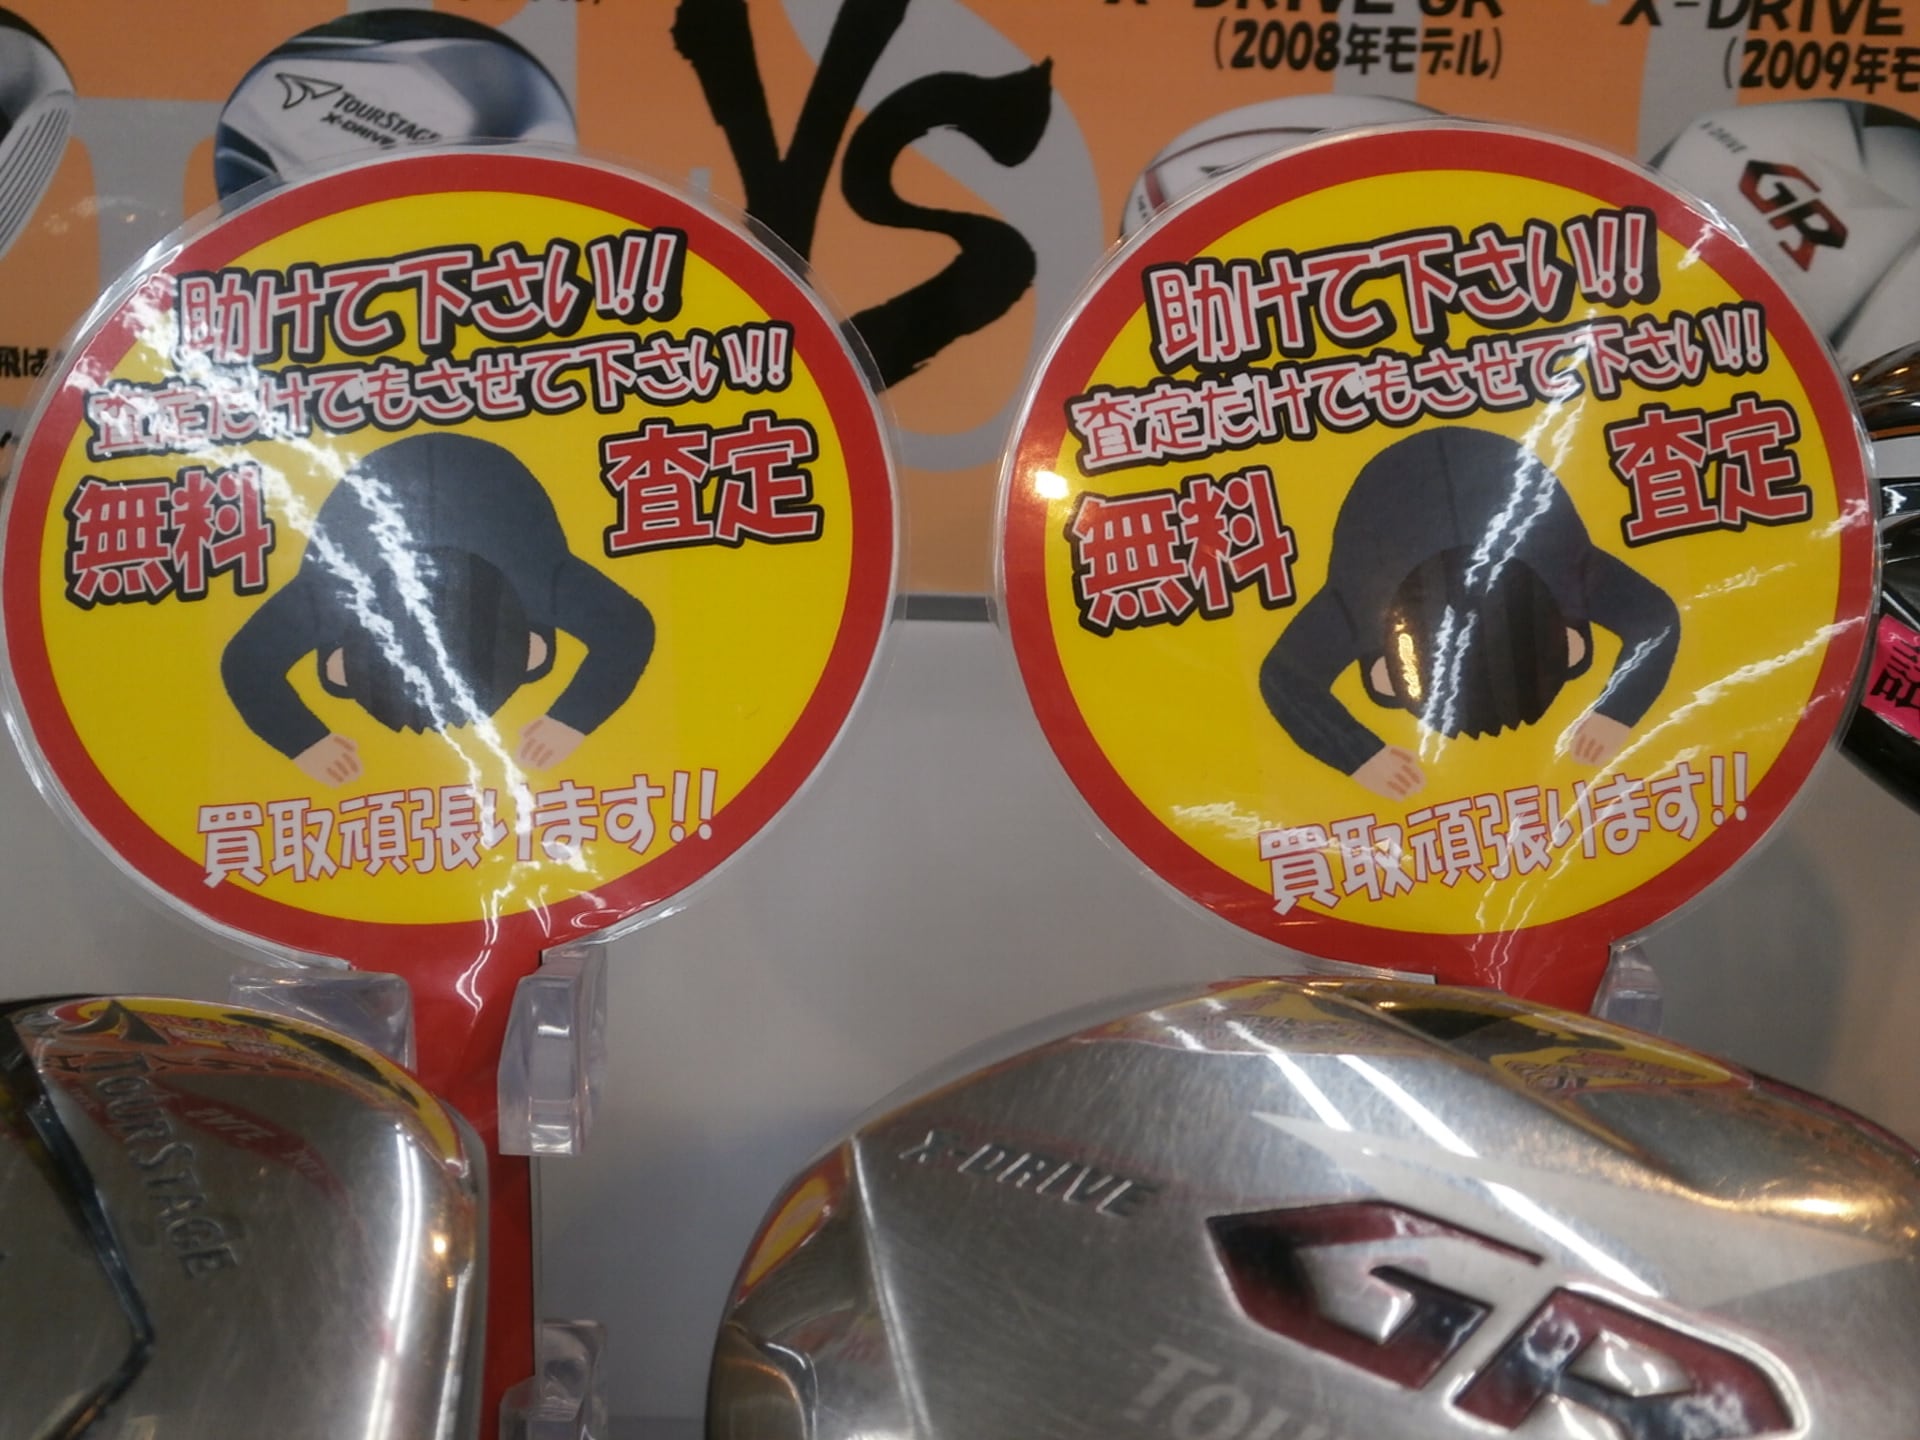 X-DRIVE GR
(2008年モデル)
X-DRIVE
(2009年モ
TOURSTAGE
X-DRIVE
VS
X-DRIVE
GR
飛ば
助けて下さい!!
査定だけでもさせて下さい!!
無料 査定
買取頑張ります!!
助けて下さい!!
査定だけでもさせて下さい!!
無料 査定
買取頑張ります!!
TOURSTAGE
X-DRIVE
GR
TOU